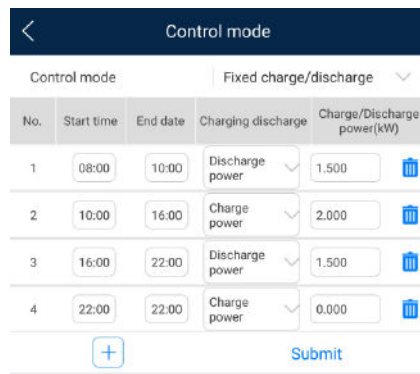 Control mode
Control mode Fixed charge/discharge
No. Start time End date Charging discharge Charge/Discharge power(kW)
1 08:00 10:00 Discharge power 1.500
2 10:00 16:00 Charge power 2.000
3 16:00 22:00 Discharge power 1.500
4 22:00 22:00 Charge power 0.000
+ Submit